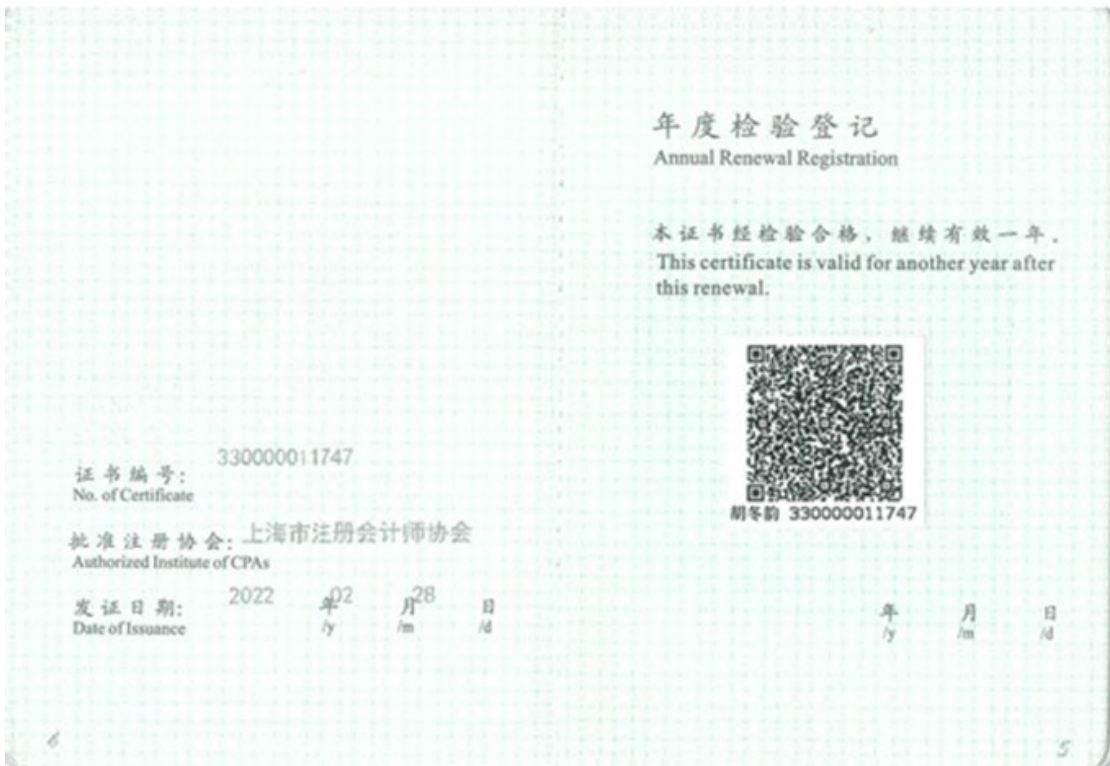 证书编号: 330000011747
No. of Certificate
批准注册协会: 上海市注册会计师协会
Authorized Institute of CPAs
发证日期: 2022 年 02 月 28 日
Date of Issuance /y /m /d
6
年度检验登记
Annual Renewal Registration
本证书经检验合格，继续有效一年。
This certificate is valid for another year after
this renewal.
胡冬韵 330000011747
年 月 日
/y /m /d
5